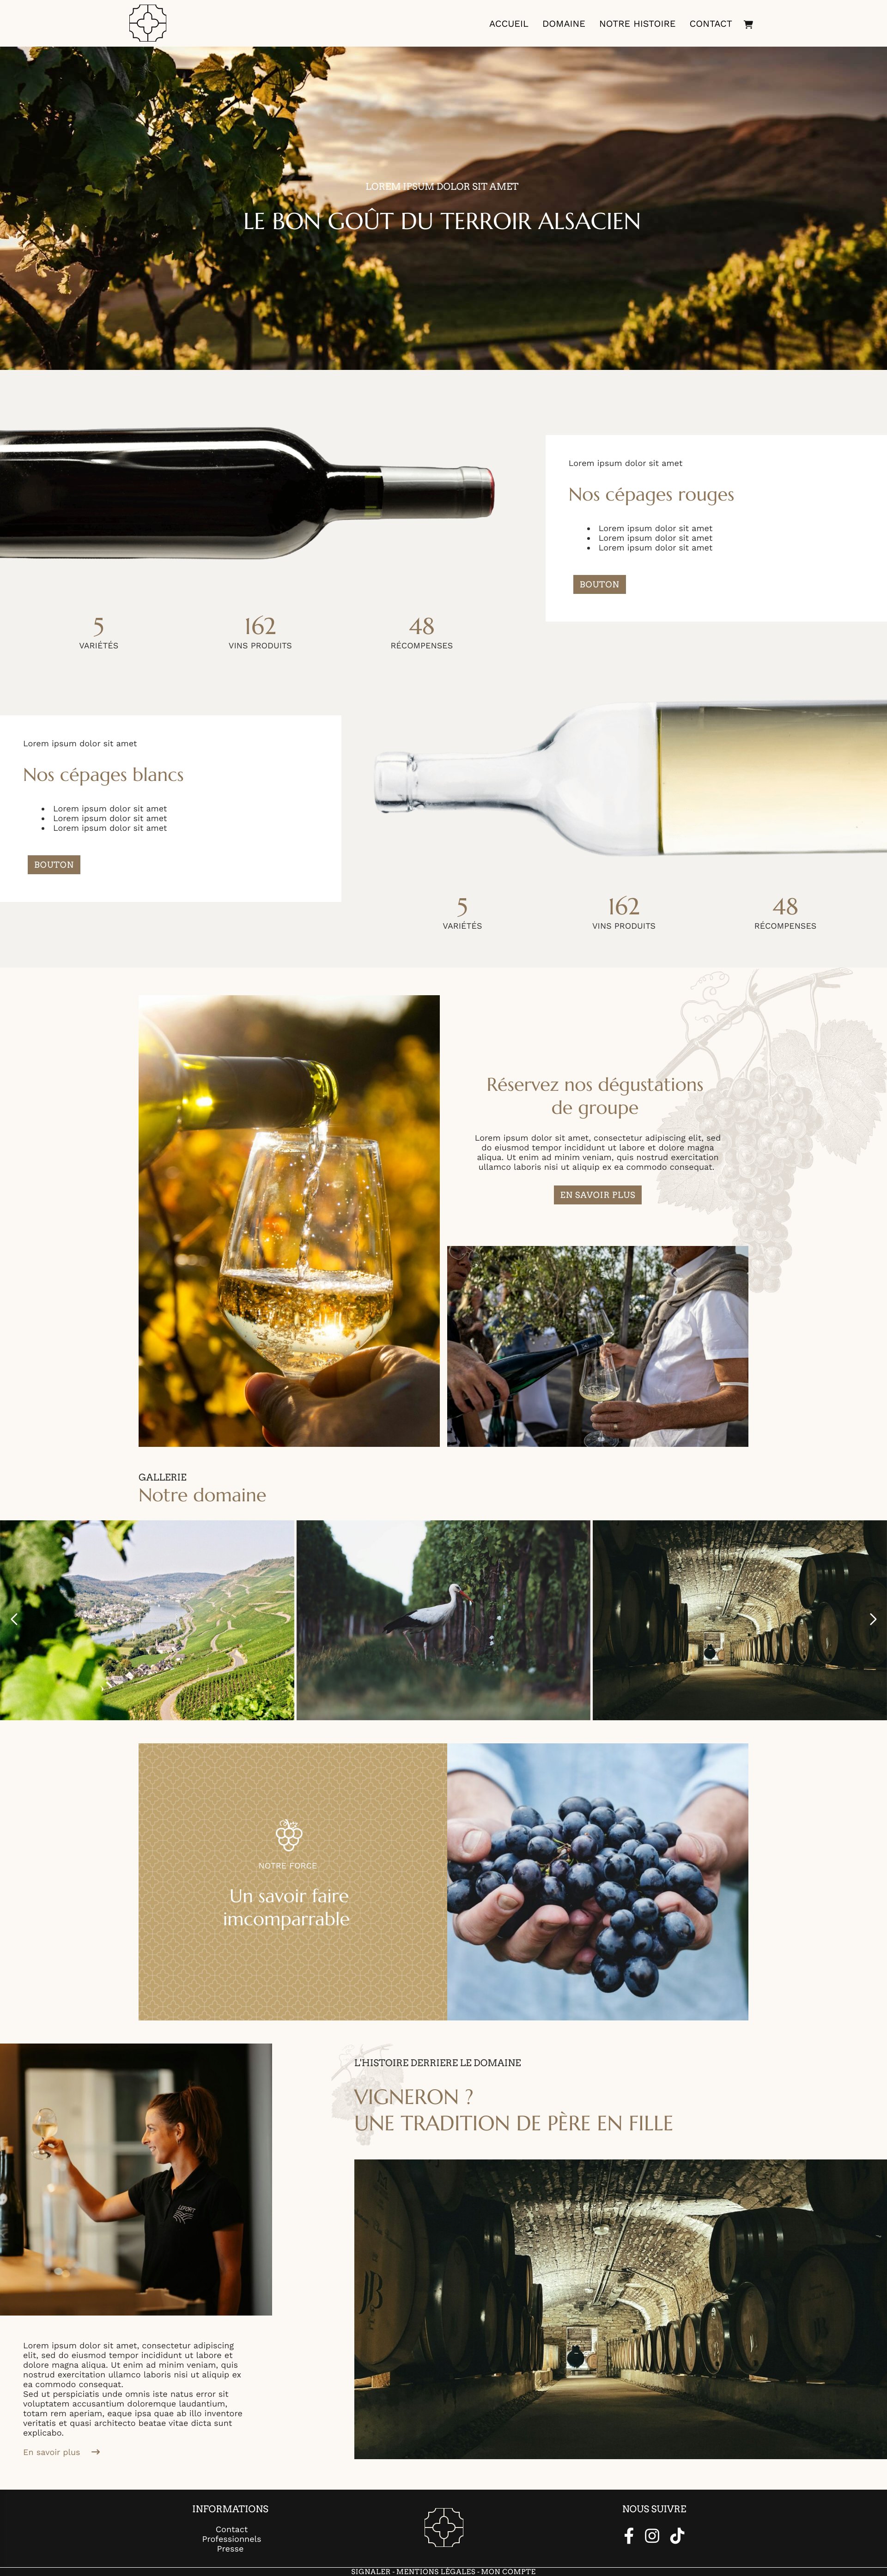 ACCUEIL DOMAINE NOTRE HISTOIRE CONTACT
LOREM IPSUM DOLOR SIT AMET
LE BON GOÛT DU TERROIR ALSACIEN
Lorem ipsum dolor sit amet
Nos cépages rouges
Lorem ipsum dolor sit amet
Lorem ipsum dolor sit amet
Lorem ipsum dolor sit amet
BOUTON
5 162 48
VARIÉTÉS VINS PRODUITS RÉCOMPENSES
Lorem ipsum dolor sit amet
Nos cépages blancs
Lorem ipsum dolor sit amet
Lorem ipsum dolor sit amet
Lorem ipsum dolor sit amet
BOUTON
5 162 48
VARIÉTÉS VINS PRODUITS RÉCOMPENSES
Réservez nos dégustations
de groupe
Lorem ipsum dolor sit amet, consectetur adipiscing elit, sed
do eiusmod tempor incididunt ut labore et dolore magna
aliqua. Ut enim ad minim veniam, quis nostrud exercitation
ullamco laboris nisi ut aliquip ex ea commodo consequat.
EN SAVOIR PLUS
GALLERIE
Notre domaine
NOTRE FORCE
Un savoir faire
imcomparrable
L'HISTOIRE DERRIERE LE DOMAINE
VIGNERON ?
UNE TRADITION DE PÈRE EN FILLE
Lorem ipsum dolor sit amet, consectetur adipiscing
elit, sed do eiusmod tempor incididunt ut labore et
dolore magna aliqua. Ut enim ad minim veniam, quis
nostrud exercitation ullamco laboris nisi ut aliquip ex
ea commodo consequat.
Sed ut perspiciatis unde omnis iste natus error sit
voluptatem accusantium doloremque laudantium,
totam rem aperiam, eaque ipsa quae ab illo inventore
veritatis et quasi architecto beatae vitae dicta sunt
explicabo.
En savoir plus
INFORMATIONS
Contact
Professionnels
Presse
NOUS SUIVRE
SIGNALER - MENTIONS LÉGALES - MON COMPTE